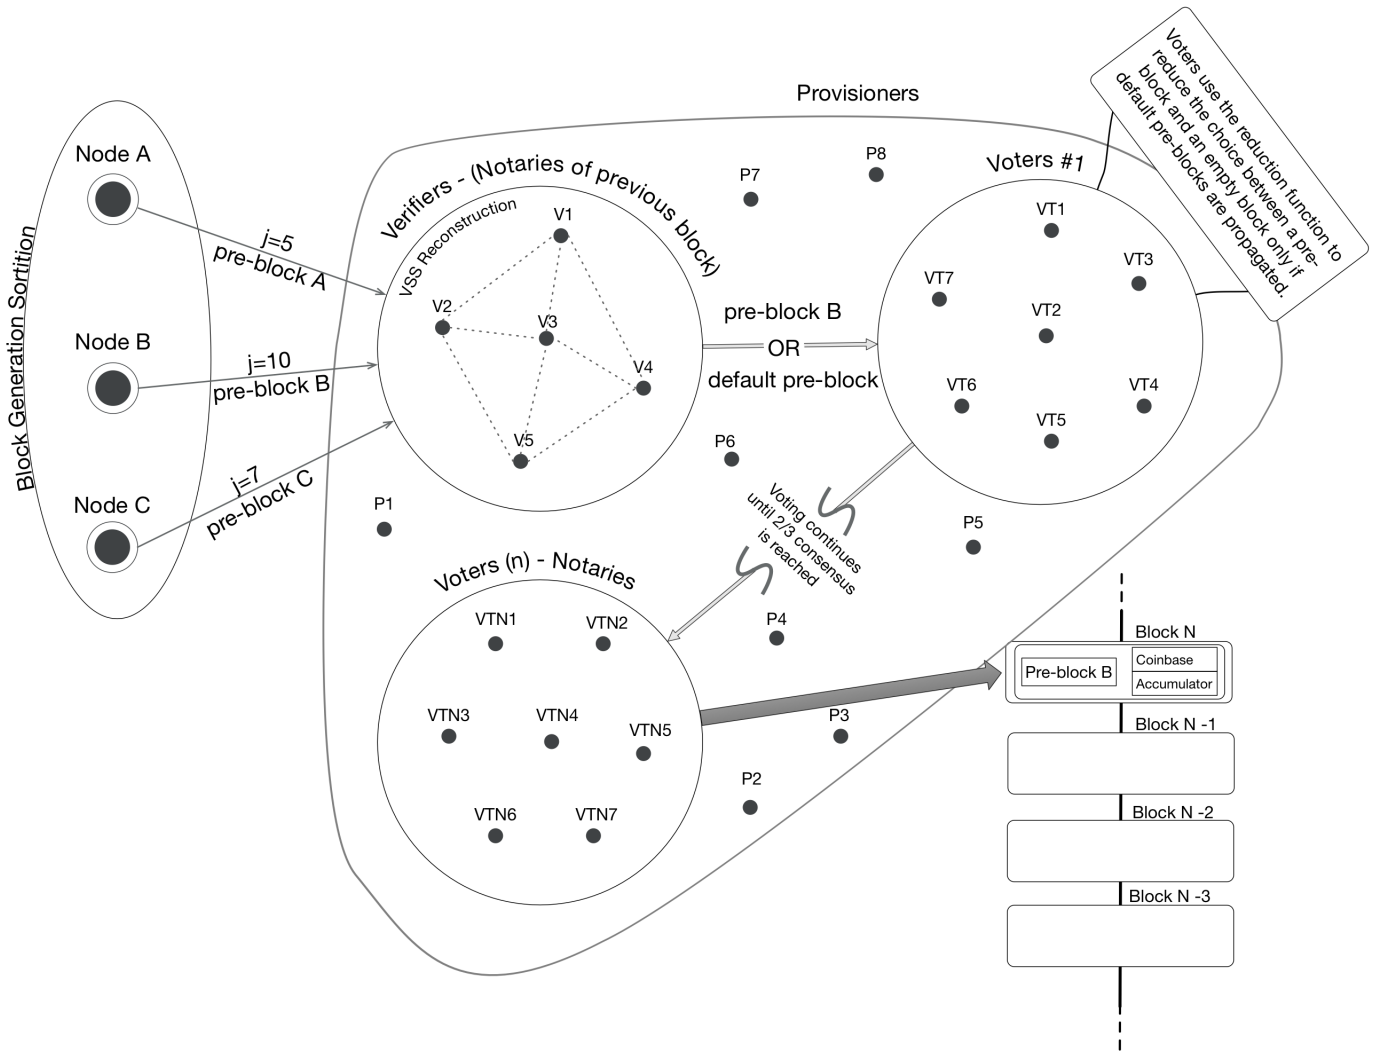 Block Generation Sortition
Node A
Node B
Node C
j=5
pre-block A
j=10
pre-block B
j=7
pre-block C
Provisioners
Verifiers - (Notaries of previous block)
VSS Reconstruction
V1
V2
V3
V4
V5
pre-block B
OR
default pre-block
Voters #1
VT1
VT3
VT7
VT2
VT6
VT4
VT5
Voters use the reduction function to
reduce the choice between a pre-
block and an empty block only if
default pre-blocks are propagated.
P7
P8
P6
P1
P5
P4
P3
P2
Voting continues
until 2/3 consensus
is reached
Voters (n) - Notaries
VTN1
VTN2
VTN3
VTN4
VTN5
VTN6
VTN7
Block N
Pre-block B
Coinbase
Accumulator
Block N -1
Block N -2
Block N -3